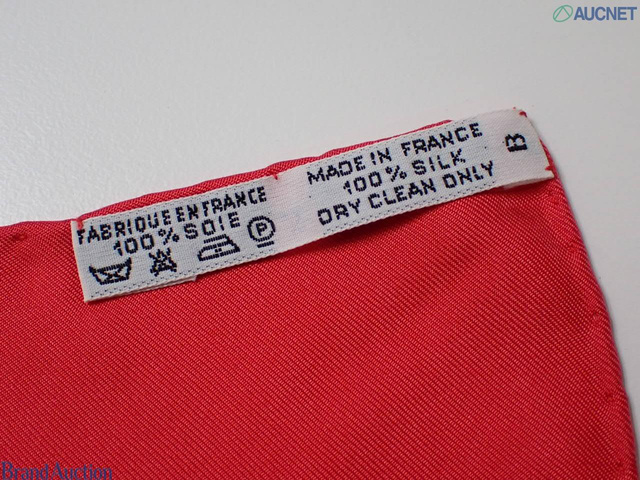 AUCNET
FABRIQUE EN FRANCE
100% SOIE
MADE IN FRANCE
100% SILK
DRY CLEAN ONLY
B
Brand Auction